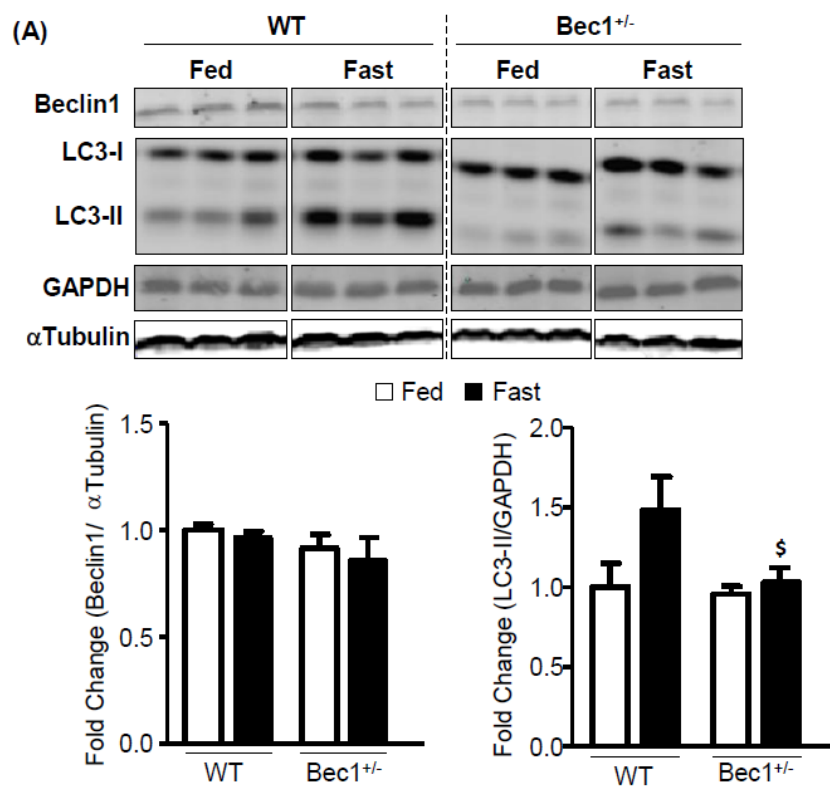 (A)
WT Bec1+/-
Fed Fast Fed Fast
Beclin1
LC3-I
LC3-II
GAPDH
αTubulin
Fed Fast
Fold Change (Beclin1/ αTubulin)
1.5
1.0
0.5
0.0
WT Bec1+/-
Fold Change (LC3-II/GAPDH)
2.0
1.5
1.0
0.5
0.0
$
WT Bec1+/-